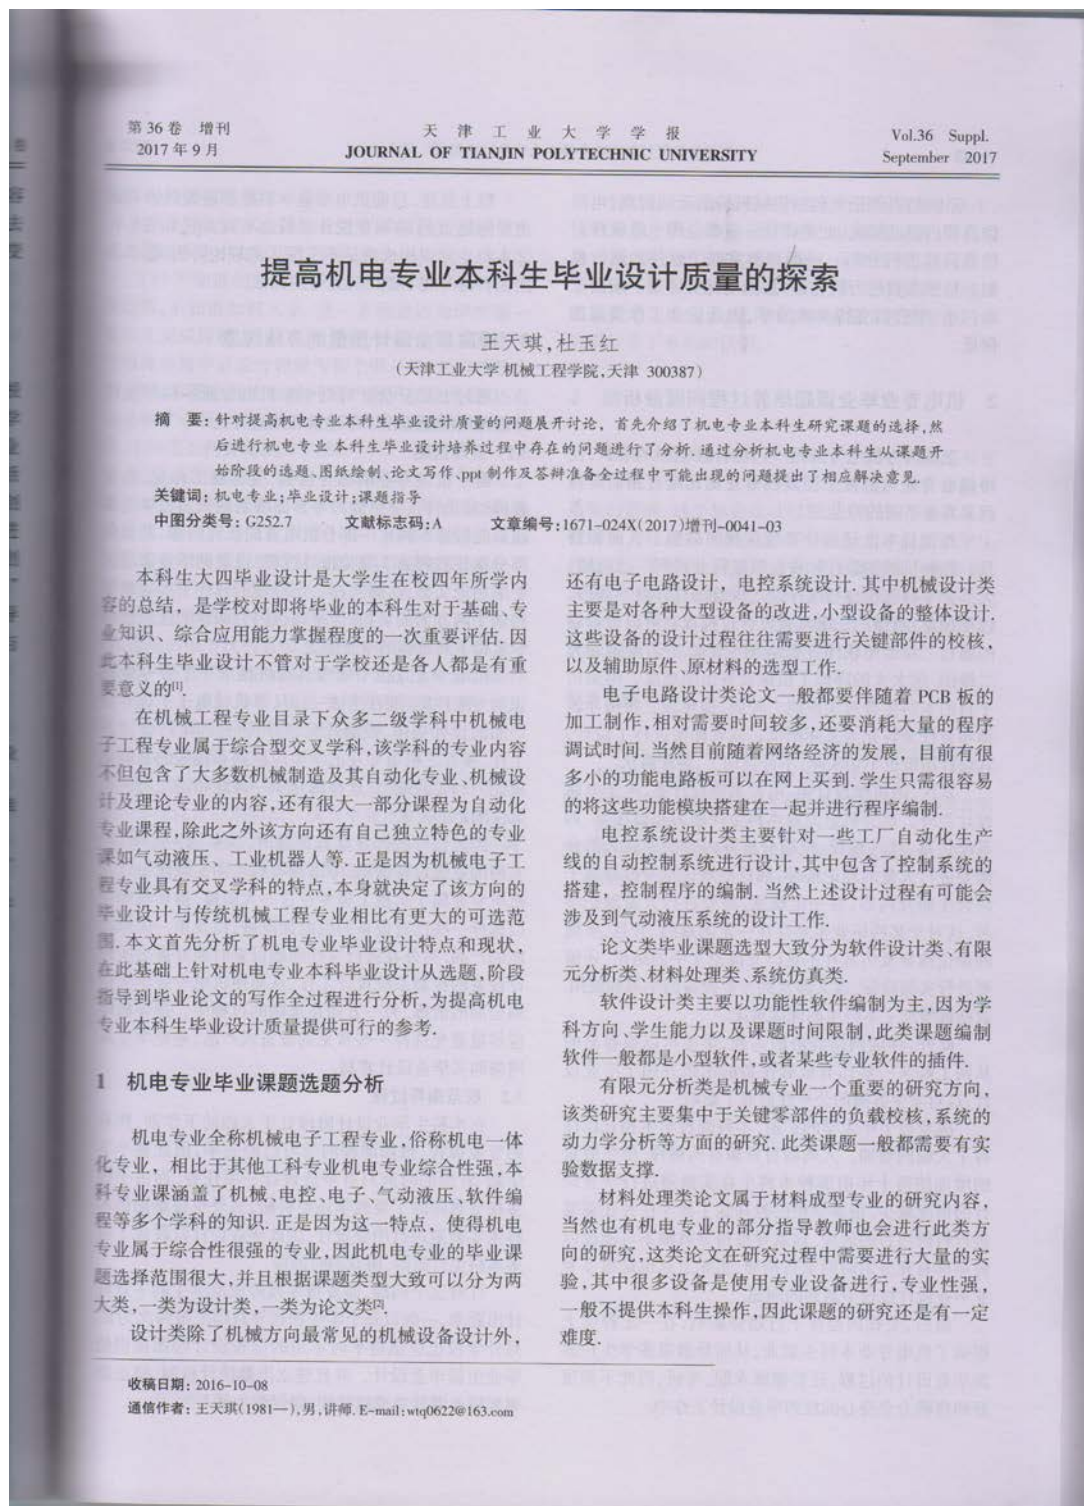 第 36 卷 增刊
2017 年 9 月
天津工业大学学报
JOURNAL OF TIANJIN POLYTECHNIC UNIVERSITY
Vol.36 Suppl.
September 2017
提高机电专业本科生毕业设计质量的探索
王天琪,杜玉红
(天津工业大学 机械工程学院,天津 300387)
摘 要: 针对提高机电专业本科生毕业设计质量的问题展开讨论，首先介绍了机电专业本科生研究课题的选择,然
后进行机电专业本科生毕业设计培养过程中存在的问题进行了分析. 通过分析机电专业本科生从课题开
始阶段的选题、图纸绘制、论文写作、ppt 制作及答辩准备全过程中可能出现的问题提出了相应解决意见.
关键词: 机电专业;毕业设计;课题指导
中图分类号: G252.7 文献标志码:A 文章编号:1671-024X(2017)增刊-0041-03
本科生大四毕业设计是大学生在校四年所学内
容的总结，是学校对即将毕业的本科生对于基础、专
业知识、综合应用能力掌握程度的一次重要评估. 因
此本科生毕业设计不管对于学校还是各人都是有重
要意义的[1].
在机械工程专业目录下众多二级学科中机械电
子工程专业属于综合型交叉学科,该学科的专业内容
不但包含了大多数机械制造及其自动化专业、机械设
计及理论专业的内容,还有很大一部分课程为自动化
专业课程,除此之外该方向还有自己独立特色的专业
课如气动液压、工业机器人等. 正是因为机械电子工
程专业具有交叉学科的特点,本身就决定了该方向的
毕业设计与传统机械工程专业相比有更大的可选范
围. 本文首先分析了机电专业毕业设计特点和现状，
在此基础上针对机电专业本科毕业设计从选题、阶段
指导到毕业论文的写作全过程进行分析,为提高机电
专业本科生毕业设计质量提供可行的参考.
1 机电专业毕业课题选题分析
机电专业全称机械电子工程专业,俗称机电一体
化专业，相比于其他工科专业机电专业综合性强,本
科专业课涵盖了机械、电控、电子、气动液压、软件编
程等多个学科的知识. 正是因为这一特点，使得机电
专业属于综合性很强的专业,因此机电专业的毕业课
题选择范围很大,并且根据课题类型大致可以分为两
大类,一类为设计类,一类为论文类[2].
设计类除了机械方向最常见的机械设备设计外，
还有电子电路设计，电控系统设计. 其中机械设计类
主要是对各种大型设备的改进,小型设备的整体设计.
这些设备的设计过程往往需要进行关键部件的校核，
以及辅助原件、原材料的选型工作.
电子电路设计类论文一般都要伴随着 PCB 板的
加工制作,相对需要时间较多,还要消耗大量的程序
调试时间. 当然目前随着网络经济的发展，目前有很
多小的功能电路板可以在网上买到. 学生只需很容易
的将这些功能模块搭建在一起并进行程序编制.
电控系统设计类主要针对一些工厂自动化生产
线的自动控制系统进行设计,其中包含了控制系统的
搭建，控制程序的编制. 当然上述设计过程有可能会
涉及到气动液压系统的设计工作.
论文类毕业课题选型大致分为软件设计类、有限
元分析类、材料处理类、系统仿真类.
软件设计类主要以功能性软件编制为主,因为学
科方向、学生能力以及课题时间限制,此类课题编制
软件一般都是小型软件,或者某些专业软件的插件.
有限元分析类是机械专业一个重要的研究方向,
该类研究主要集中于关键零部件的负载校核,系统的
动力学分析等方面的研究. 此类课题一般都需要有实
验数据支撑.
材料处理类论文属于材料成型专业的研究内容,
当然也有机电专业的部分指导教师也会进行此类方
向的研究,这类论文在研究过程中需要进行大量的实
验,其中很多设备是使用专业设备进行,专业性强,
一般不提供本科生操作,因此课题的研究还是有一定
难度.
收稿日期: 2016-10-08
通信作者: 王天琪(1981—),男,讲师. E-mail:wtq0622@163.com